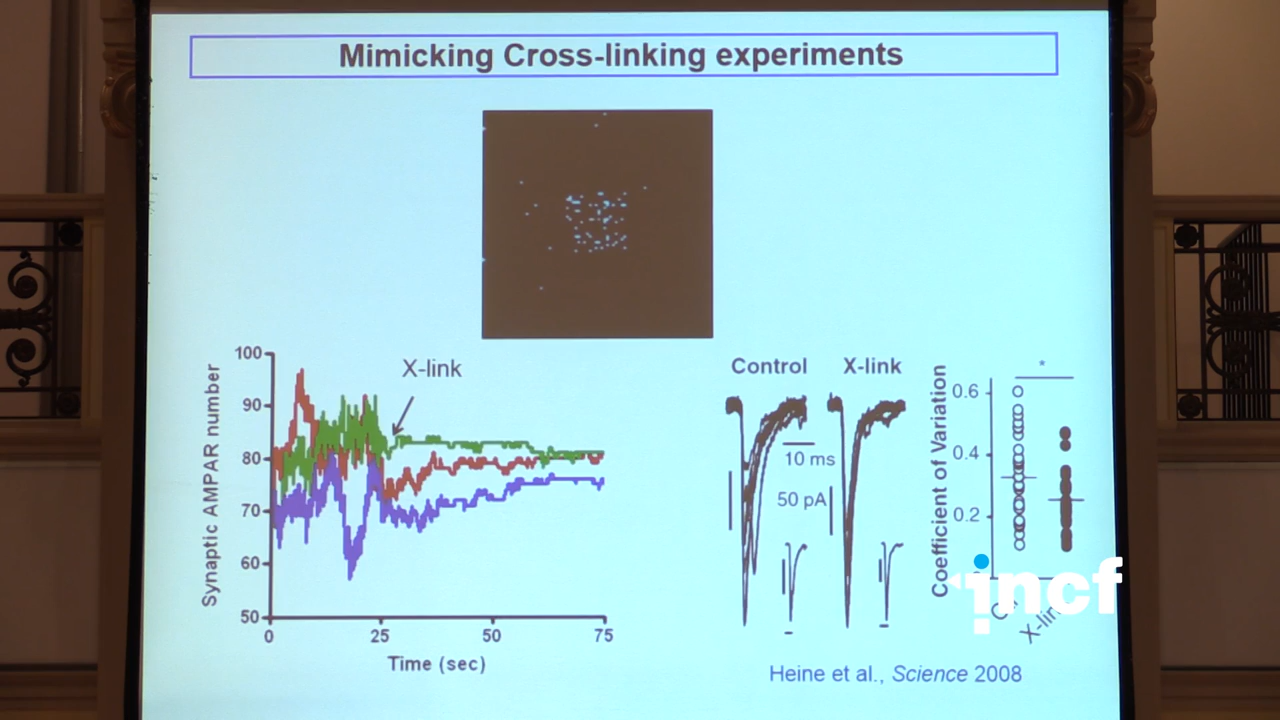 Mimicking Cross-linking experiments
Synaptic AMPAR number
100
90
80
70
60
50
0
25
50
75
Time (sec)
X-link
Control
X-link
10 ms
50 pA
Coefficient of Variation
0.6
0.4
0.2
*
incf
Heine et al., Science 2008